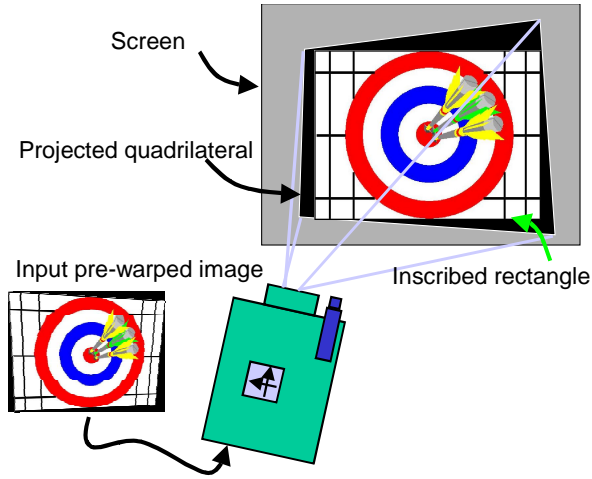 Screen
Projected quadrilateral
Input pre-warped image
Inscribed rectangle